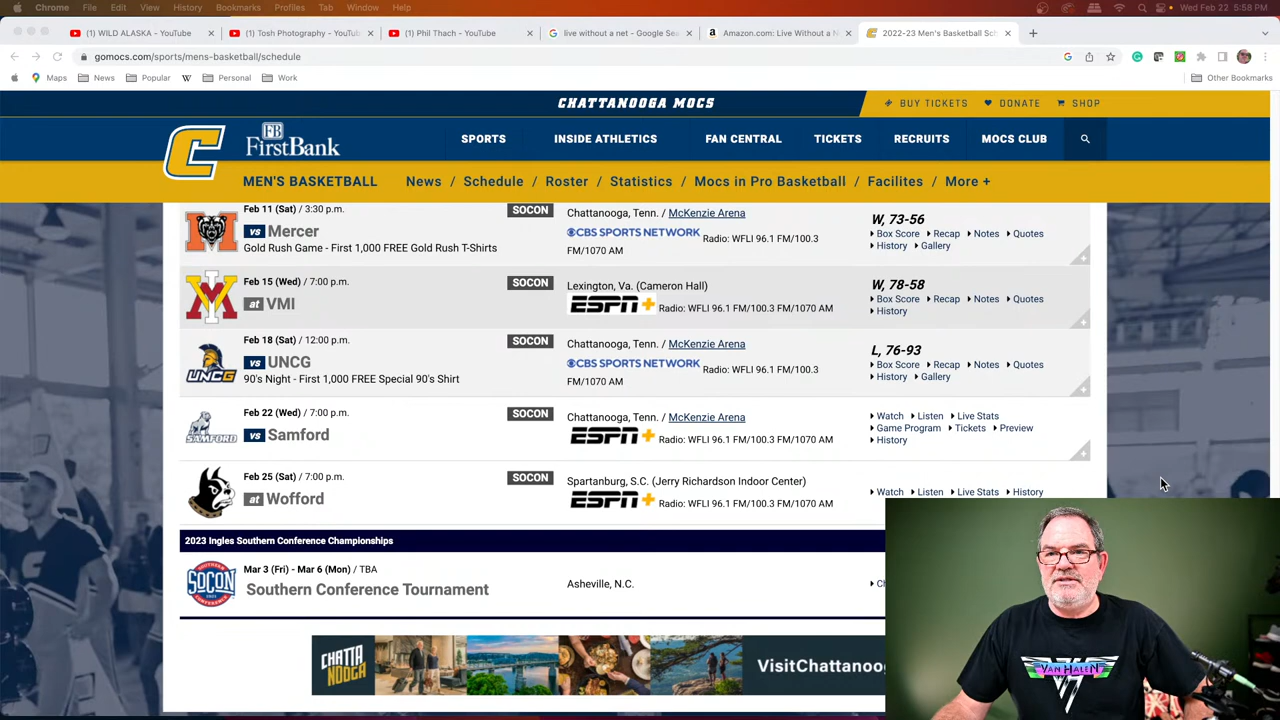 Chrome File Edit View History Bookmarks Profiles Tab Window Help Wed Feb 22 5:58 PM
(1) WILD ALASKA - YouTube (1) Tosh Photography - YouTu (1) Phil Thach - YouTube live without a net - Google Sea Amazon.com: Live Without a N 2022-23 Men's Basketball Sch
gomocs.com/sports/mens-basketball/schedule
Maps News Popular Personal Work Other Bookmarks
CHATTANOOGA MOCS BUY TICKETS DONATE SHOP
C FB FirstBank SPORTS INSIDE ATHLETICS FAN CENTRAL TICKETS RECRUITS MOCS CLUB
MEN'S BASKETBALL News / Schedule / Roster / Statistics / Mocs in Pro Basketball / Facilites / More +
Feb 11 (Sat) / 3:30 p.m. SOCON Chattanooga, Tenn. / McKenzie Arena W, 73-56
vs Mercer CBS SPORTS NETWORK Radio: WFLI 96.1 FM/100.3 Box Score Recap Notes Quotes
Gold Rush Game - First 1,000 FREE Gold Rush T-Shirts FM/1070 AM History Gallery
Feb 15 (Wed) / 7:00 p.m. SOCON Lexington, Va. (Cameron Hall) W, 78-58
at VMI ESPN+ Radio: WFLI 96.1 FM/100.3 FM/1070 AM Box Score Recap Notes Quotes
History
Feb 18 (Sat) / 12:00 p.m. SOCON Chattanooga, Tenn. / McKenzie Arena L, 76-93
UNCG vs UNCG CBS SPORTS NETWORK Radio: WFLI 96.1 FM/100.3 Box Score Recap Notes Quotes
90's Night - First 1,000 FREE Special 90's Shirt FM/1070 AM History Gallery
Feb 22 (Wed) / 7:00 p.m. SOCON Chattanooga, Tenn. / McKenzie Arena Watch Listen Live Stats
SAMFORD vs Samford ESPN+ Radio: WFLI 96.1 FM/100.3 FM/1070 AM Game Program Tickets Preview
History
Feb 25 (Sat) / 7:00 p.m. SOCON Spartanburg, S.C. (Jerry Richardson Indoor Center)
at Wofford ESPN+ Radio: WFLI 96.1 FM/100.3 FM/1070 AM Watch Listen Live Stats History
2023 Ingles Southern Conference Championships
Mar 3 (Fri) - Mar 6 (Mon) / TBA
SOCON Southern Conference Tournament Asheville, N.C.
CHATTA
NOOGA VisitChattanoo
VAN HALEN